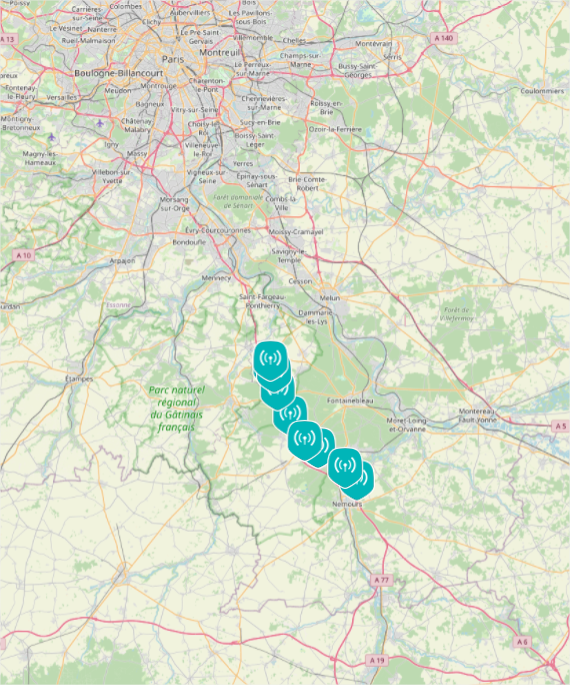 Poissy
Carrières-
sur-Seine
Colombes
Aubervilliers
Bois
Les Pavillons-
sous-Bois
Clichy
A 13
Le Vésinet
Nanterre
Rueil-Malmaison
Le Pré Saint
Gervais
Villemomble
Chelles
Montévrain
A 140
Paris
Montreuil
Serris
Boulogne-Billancourt
Le Perreux-
sur-Marne
Champs-sur-
Marne
Bussy-Saint-
Georges
Fontenay-
le-Fleury
Versailles
Meudon
Montrouge
Charenton-
le-Pont
Coulommiers
Bagneux
Vitry-sur-Seine
Chennevières-
sur-Marne
Roissy-en-
Brie
Montigny-
Bretonneux
Châtenay
Malabry
Choisy-le-
Roi
Sucy-en-Brie
Ozoir-la-Ferrière
Igny
Villeneuve-
le-Roi
Boissy-Saint-
Léger
Magny-les-
Hameaux
Massy
Yerres
Villebon-sur-
Yvette
Vigneux-sur-
Seine
Épinay-sous-
Sénart
Brie-Comte-
Robert
Morsang
sur-Orge
Forêt domaniale
de Sénart
Combs-la-
Ville
Évry-Courcouronnes
Moissy-Cramayel
Bondoufle
A 10
Savigny-le-
Temple
Arpajon
Mennecy
Cesson
Saint-Fargeau-
Ponthierry
Melun
Essonne
Dammarie
les-Lys
Forêt de
Villefermoy
Étampes
Parc naturel
régional
du Gâtinais
français
Fontainebleau
Montereau
Fault-Yonne
Moret-Loing-
et-Orvanne
A 5
Nemours
A 77
A 6
A 19